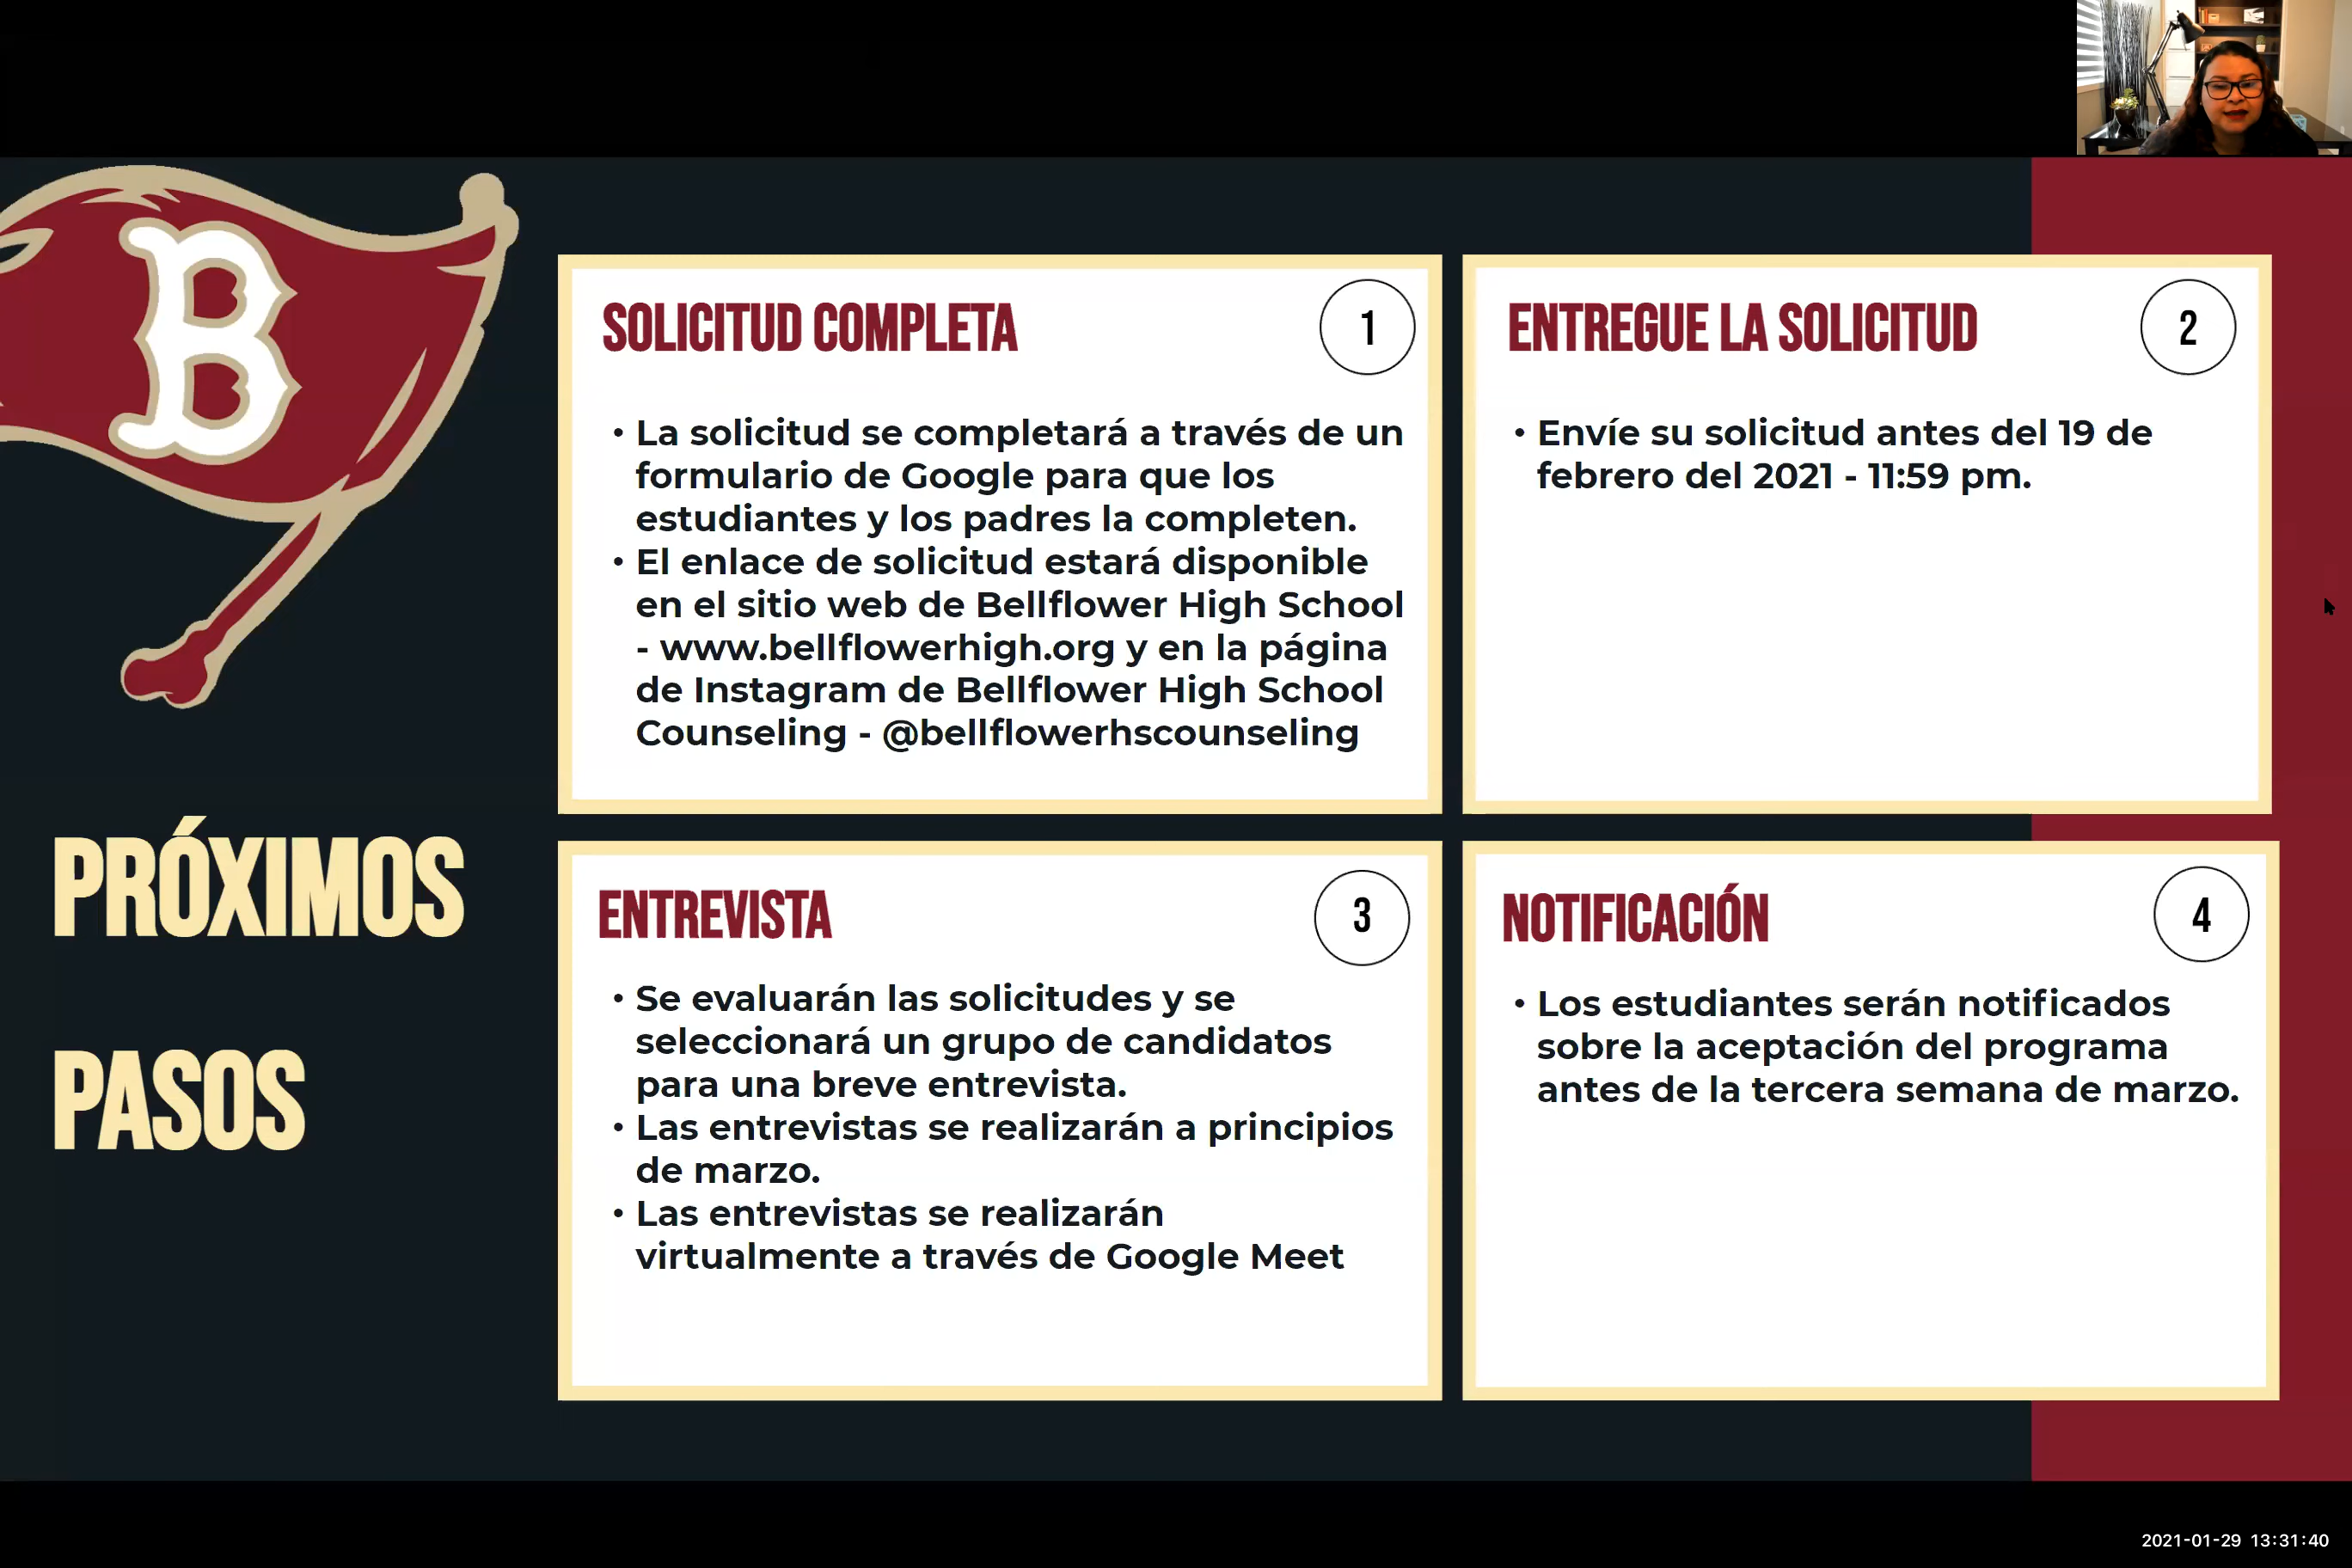 B
PRÓXIMOS
PASOS
SOLICITUD COMPLETA
1
• La solicitud se completará a través de un
formulario de Google para que los
estudiantes y los padres la completen.
• El enlace de solicitud estará disponible
en el sitio web de Bellflower High School
- www.bellflowerhigh.org y en la página
de Instagram de Bellflower High School
Counseling - @bellflowerhscounseling
ENTREGUE LA SOLICITUD
2
• Envíe su solicitud antes del 19 de
febrero del 2021 - 11:59 pm.
ENTREVISTA
3
• Se evaluarán las solicitudes y se
seleccionará un grupo de candidatos
para una breve entrevista.
• Las entrevistas se realizarán a principios
de marzo.
• Las entrevistas se realizarán
virtualmente a través de Google Meet
NOTIFICACIÓN
4
• Los estudiantes serán notificados
sobre la aceptación del programa
antes de la tercera semana de marzo.
2021-01-29 13:31:40